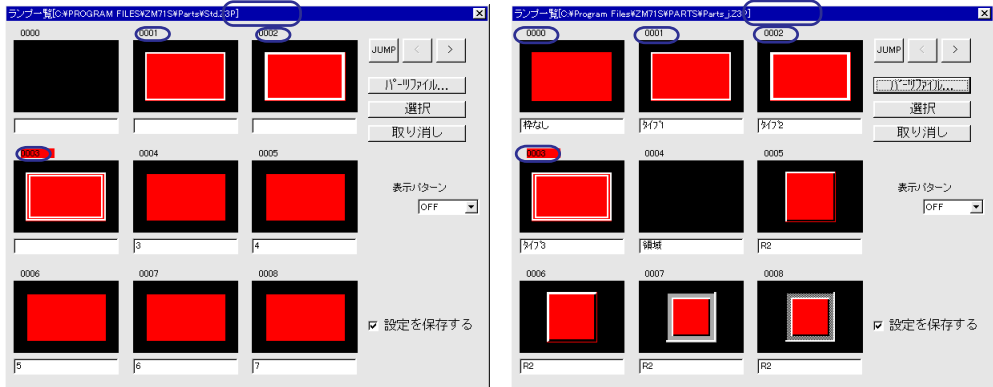 ランプ一覧[C:¥PROGRAM FILES¥ZM71S¥Parts¥Std.Z3P]
0000
0001
0002
JUMP < >
パーツファイル...
選択
取り消し
0003
0004
0005
表示パターン
OFF
3
4
0006
0007
0008
設定を保存する
5
6
7
ランプ一覧[C:¥Program Files¥ZM71S¥PARTS¥Parts_j.Z3P]
0000
0001
0002
JUMP < >
パーツファイル...
選択
取り消し
枠なし
タイプ1
タイプ2
0003
0004
0005
表示パターン
OFF
タイプ3
領域
R2
0006
0007
0008
設定を保存する
R2
R2
R2